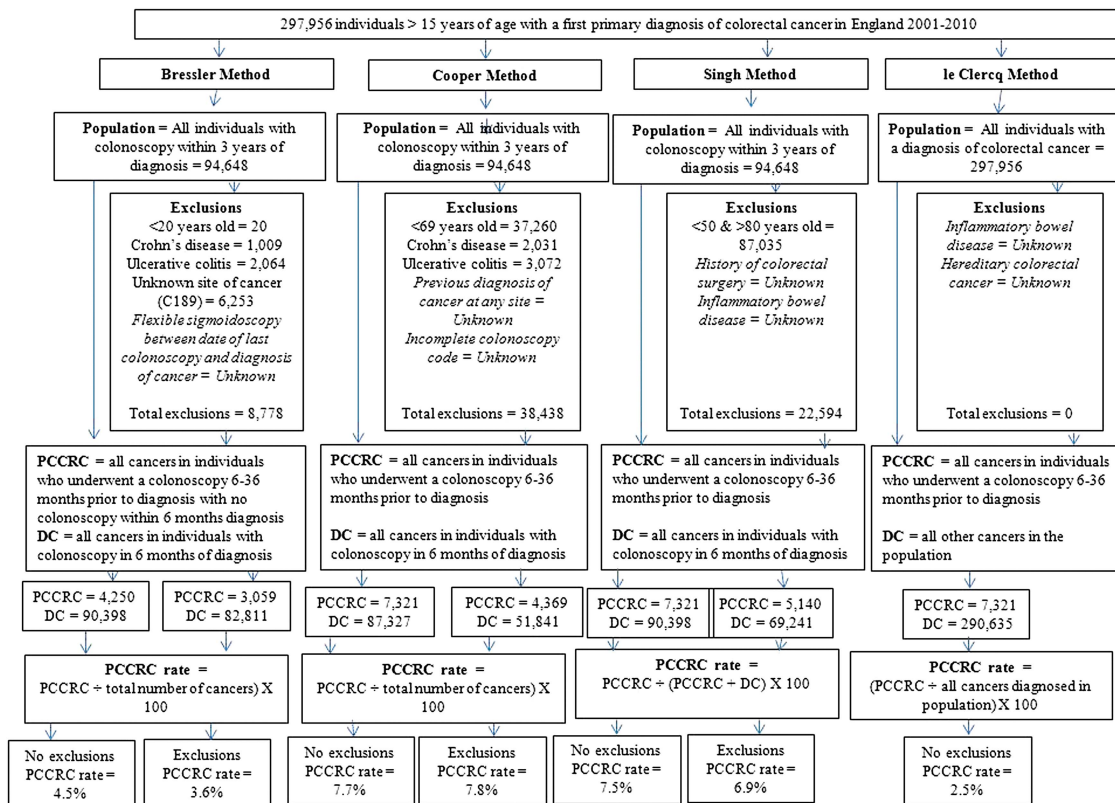 297,956 individuals > 15 years of age with a first primary diagnosis of colorectal cancer in England 2001-2010
Bressler Method
Population = All individuals with
colonoscopy within 3 years of
diagnosis = 94,648
Exclusions
<20 years old = 20
Crohn's disease = 1,009
Ulcerative colitis = 2,064
Unknown site of cancer
(C189) = 6,253
Flexible sigmoidoscopy
between date of last
colonoscopy and diagnosis
of cancer = Unknown
Total exclusions = 8,778
PCCRC = all cancers in individuals
who underwent a colonoscopy 6-36
months prior to diagnosis with no
colonoscopy within 6 months diagnosis
DC = all cancers in individuals with
colonoscopy in 6 months of diagnosis
PCCRC = 4,250
DC = 90,398
PCCRC = 3,059
DC = 82,811
PCCRC rate =
PCCRC ÷ total number of cancers) X
100
No exclusions
PCCRC rate =
4.5%
Exclusions
PCCRC rate =
3.6%
Cooper Method
Population = All individuals with
colonoscopy within 3 years of
diagnosis = 94,648
Exclusions
<69 years old = 37,260
Crohn's disease = 2,031
Ulcerative colitis = 3,072
Previous diagnosis of
cancer at any site =
Unknown
Incomplete colonoscopy
code = Unknown
Total exclusions = 38,438
PCCRC = all cancers in individuals
who underwent a colonoscopy 6-36
months prior to diagnosis
DC = all cancers in individuals with
colonoscopy in 6 months of diagnosis
PCCRC = 7,321
DC = 87,327
PCCRC = 4,369
DC = 51,841
PCCRC rate =
PCCRC ÷ total number of cancers) X
100
No exclusions
PCCRC rate =
7.7%
Exclusions
PCCRC rate =
7.8%
Singh Method
Population = All individuals with
colonoscopy within 3 years of
diagnosis = 94,648
Exclusions
<50 & >80 years old =
87,035
History of colorectal
surgery = Unknown
Inflammatory bowel
disease = Unknown
Total exclusions = 22,594
PCCRC = all cancers in individuals
who underwent a colonoscopy 6-36
months prior to diagnosis
DC = all cancers in individuals with
colonoscopy in 6 months of diagnosis
PCCRC = 7,321
DC = 90,398
PCCRC = 5,140
DC = 69,241
PCCRC rate =
PCCRC ÷ (PCCRC + DC) X 100
No exclusions
PCCRC rate =
7.5%
Exclusions
PCCRC rate =
6.9%
le Clercq Method
Population = All individuals with
a diagnosis of colorectal cancer =
297,956
Exclusions
Inflammatory bowel
disease = Unknown
Hereditary colorectal
cancer = Unknown
Total exclusions = 0
PCCRC = all cancers in individuals
who underwent a colonoscopy 6-36
months prior to diagnosis
DC = all other cancers in the
population
PCCRC = 7,321
DC = 290,635
PCCRC rate =
(PCCRC ÷ all cancers diagnosed in
population) X 100
No exclusions
PCCRC rate =
2.5%